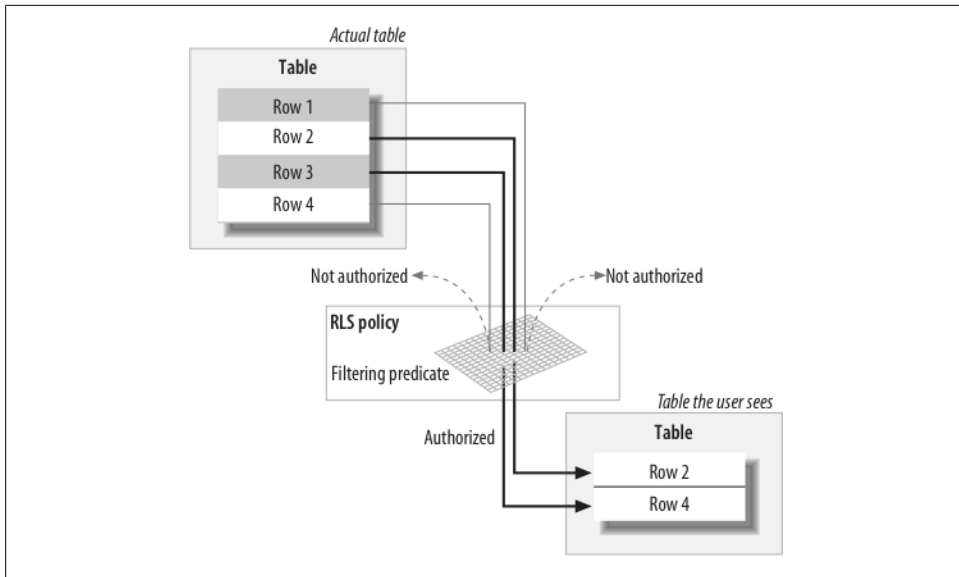 Actual table
Table
Row 1
Row 2
Row 3
Row 4
Not authorized
Not authorized
RLS policy
Filtering predicate
Table the user sees
Authorized
Table
Row 2
Row 4